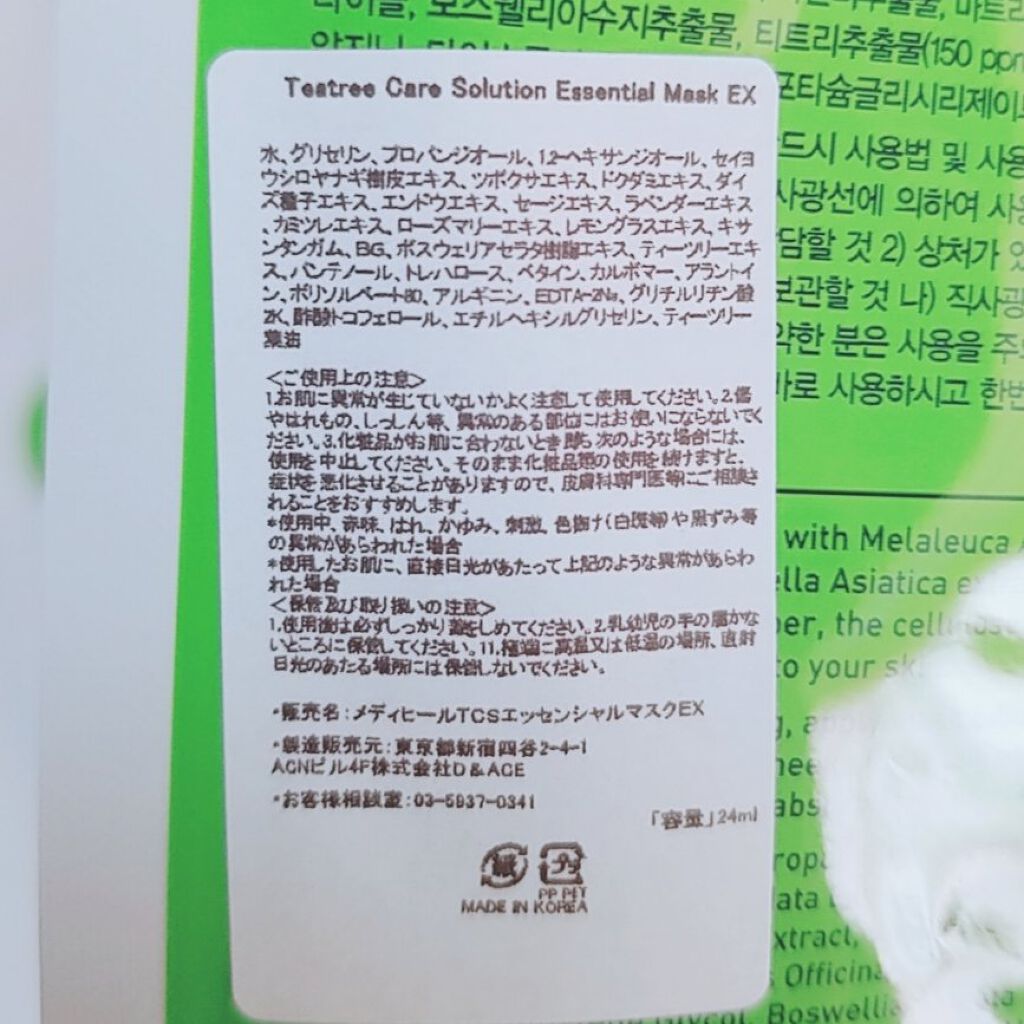 Teatree Care Solution Essential Mask EX
水、グリセリン、プロパンジオール、1,2-ヘキサンジオール、セイヨ
ウシロヤナギ樹皮エキス、ツボクサエキス、ドクダミエキス、ダイ
ズ種子エキス、エンドウエキス、セージエキス、ラベンダーエキス
、カミツレエキス、ローズマリーエキス、レモングラスエキス、キサ
ンタンガム、BG、ボスウェリアセラタ樹脂エキス、ティーツリーエキ
ス、パンテノール、トレハロース、ベタイン、カルボマー、アラントイ
ン、ポリソルベート80、アルギニン、EDTA-2Na、グリチルリチン酸
2K、酢酸トコフェロール、エチルヘキシルグリセリン、ティーツリー
葉油
＜ご使用上の注意＞
1.お肌に異常が生じていないかよく注意して使用してください。2.傷
やはれもの、しっしん等、異常のある部位にはお使いにならないでく
ださい。3.化粧品がお肌に合わないとき即ち次のような場合には、
使用を中止してください。そのまま化粧品類の使用を続けますと、
症状を悪化させることがありますので、皮膚科専門医等にご相談さ
れることをおすすめします。
*使用中、赤味、はれ、かゆみ、刺激、色抜け(白斑等)や黒ずみ等
の異常があらわれた場合
*使用したお肌に、直接日光があたって上記のような異常があらわ
れた場合
＜保管及び取り扱いの注意＞
1.使用後は必ずしっかり蓋をしめてください。2.乳幼児の手の届かな
いところに保管してください。11.極端に高温又は低温の場所、直射
日光のあたる場所には保管しないでください。
・販売名：メディヒールTCSエッセンシャルマスクEX
・製造販売元：東京都新宿四谷2-4-1
ACNビル4F株式会社D&ACE
・お客様相談室：03-5937-0341
「容量」24ml
紙 プラ
PP PET
MADE IN KOREA
보스웰리아수지추출물, 티트리추출물(150 ppm
포타슘글리시리제이
드시 사용법 및 사용
사광선에 의하여 사용
담할 것 2) 상처가 있
보관할 것 나) 직사광
약한 분은 사용을 주
바로 사용하시고 한번
with Melaleuca
Asiatica
the
to your
Officina
Boswellia